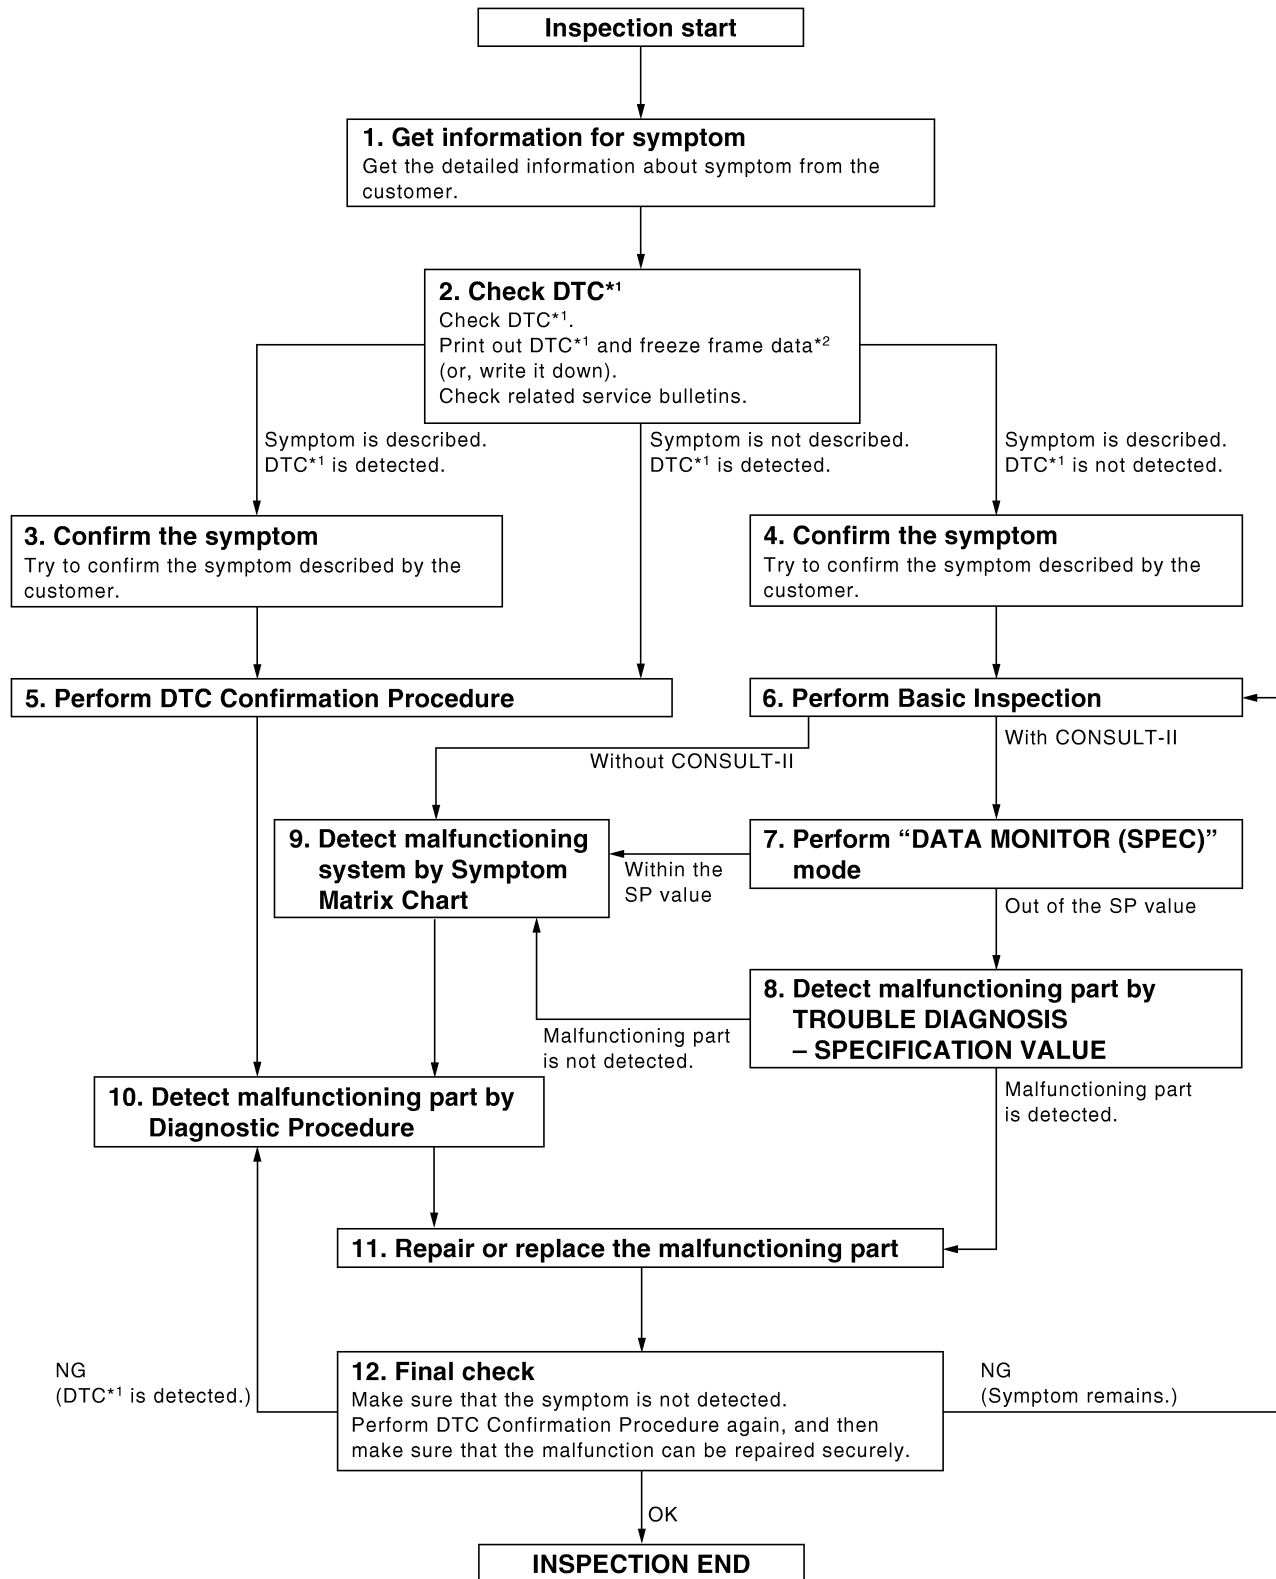 Inspection start
1. Get information for symptom
Get the detailed information about symptom from the
customer.
2. Check DTC*1
Check DTC*1.
Print out DTC*1 and freeze frame data*2
(or, write it down).
Check related service bulletins.
Symptom is described.
DTC*1 is detected.
Symptom is not described.
DTC*1 is detected.
Symptom is described.
DTC*1 is not detected.
3. Confirm the symptom
Try to confirm the symptom described by the
customer.
4. Confirm the symptom
Try to confirm the symptom described by the
customer.
5. Perform DTC Confirmation Procedure
6. Perform Basic Inspection
Without CONSULT-II
With CONSULT-II
9. Detect malfunctioning
system by Symptom
Matrix Chart
Within the
SP value
7. Perform “DATA MONITOR (SPEC)”
mode
Out of the SP value
8. Detect malfunctioning part by
TROUBLE DIAGNOSIS
– SPECIFICATION VALUE
Malfunctioning part
is not detected.
Malfunctioning part
is detected.
10. Detect malfunctioning part by
Diagnostic Procedure
11. Repair or replace the malfunctioning part
NG
(DTC*1 is detected.)
12. Final check
Make sure that the symptom is not detected.
Perform DTC Confirmation Procedure again, and then
make sure that the malfunction can be repaired securely.
NG
(Symptom remains.)
OK
INSPECTION END